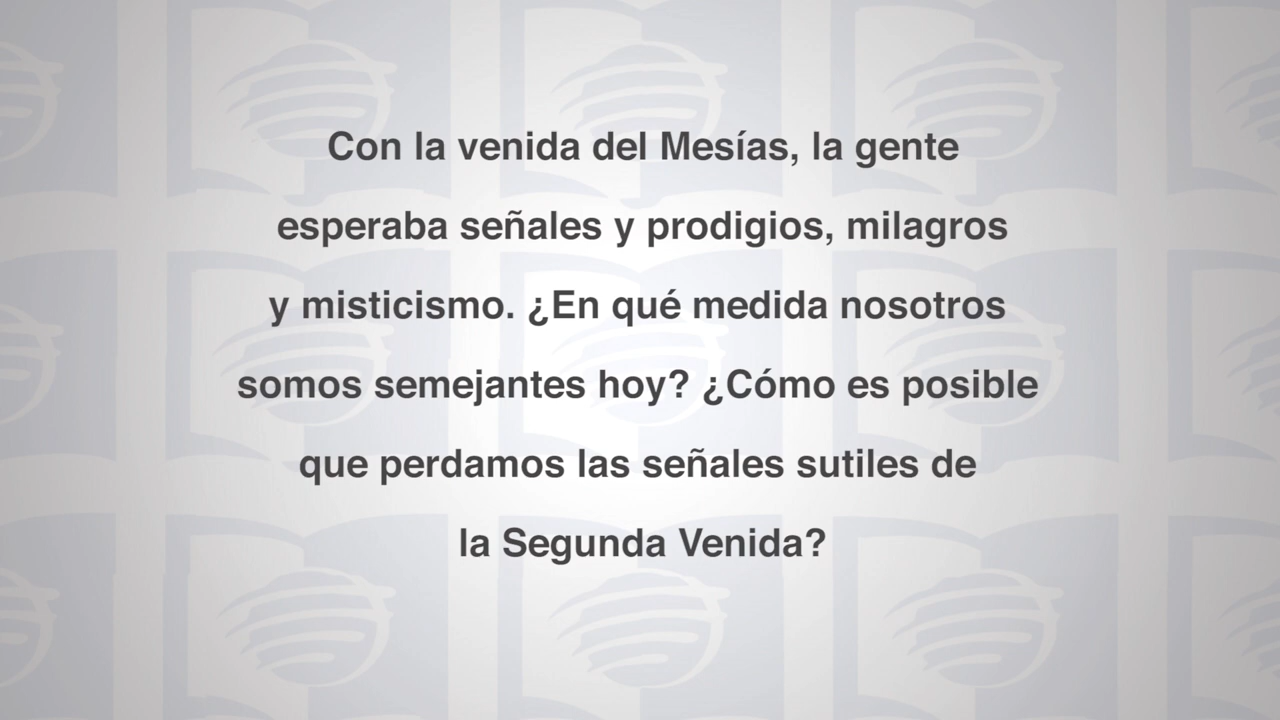 Con la venida del Mesías, la gente
esperaba señales y prodigios, milagros
y misticismo. ¿En qué medida nosotros
somos semejantes hoy? ¿Cómo es posible
que perdamos las señales sutiles de
la Segunda Venida?